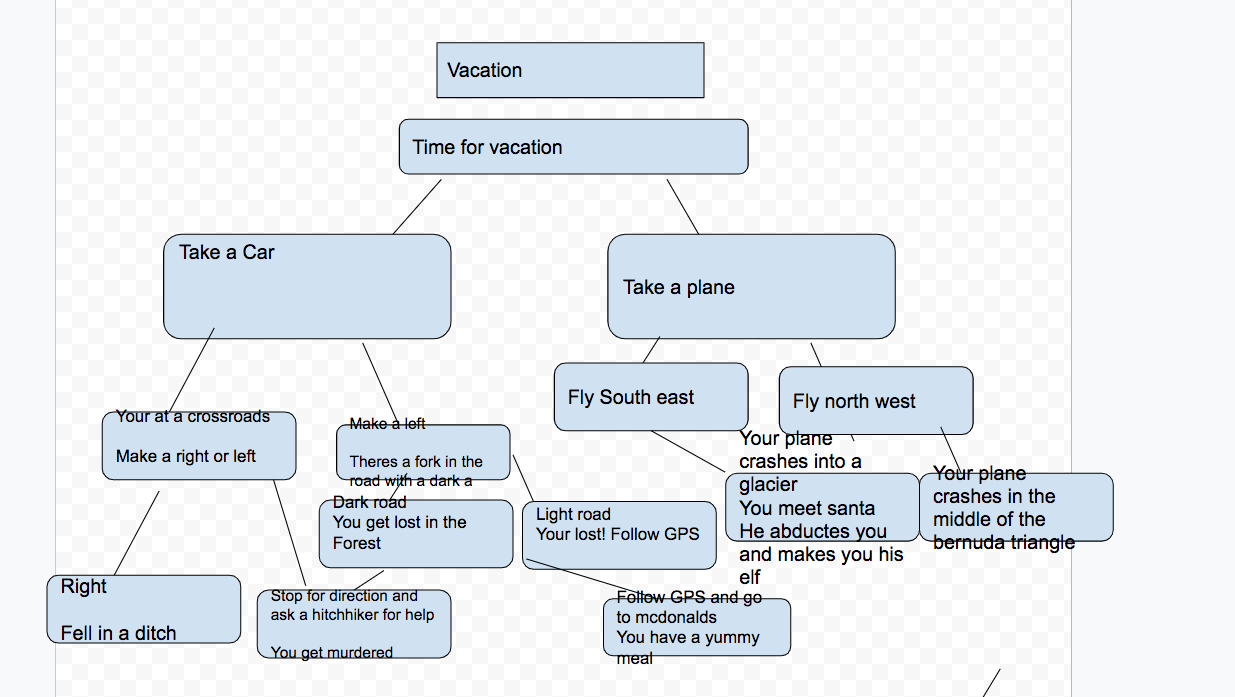 Vacation
Time for vacation
Take a Car
Take a plane
Your at a crossroads
Make a right or left
Make a left
Theres a fork in the
road with a dark a
Fly South east
Fly north west
Dark road
You get lost in the
Forest
Light road
Your lost! Follow GPS
Your plane
crashes into a
glacier
You meet santa
He abductes you
and makes you his
elf
Your plane
crashes in the
middle of the
bernuda triangle
Right
Fell in a ditch
Stop for direction and
ask a hitchhiker for help
You get murdered
Follow GPS and go
to mcdonalds
You have a yummy
meal